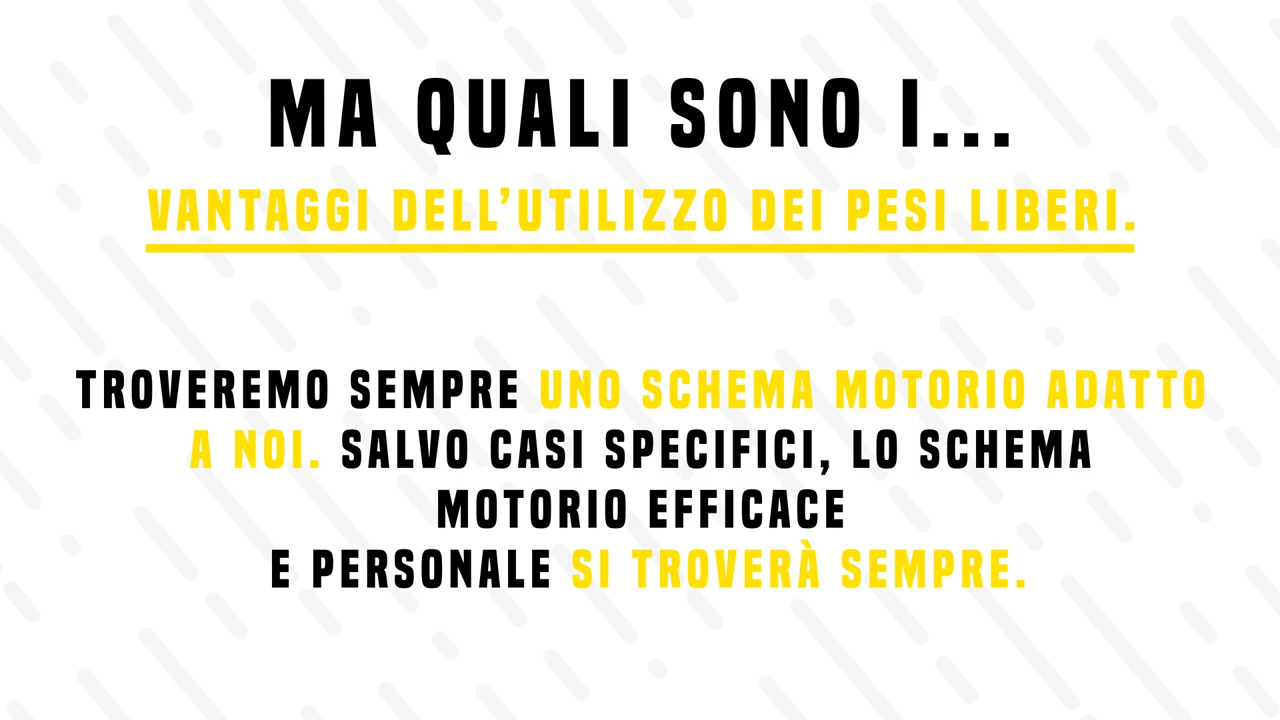 MA QUALI SONO I...
VANTAGGI DELL’UTILIZZO DEI PESI LIBERI.
TROVEREMO SEMPRE UNO SCHEMA MOTORIO ADATTO
A NOI. SALVO CASI SPECIFICI, LO SCHEMA
MOTORIO EFFICACE
E PERSONALE SI TROVERÀ SEMPRE.